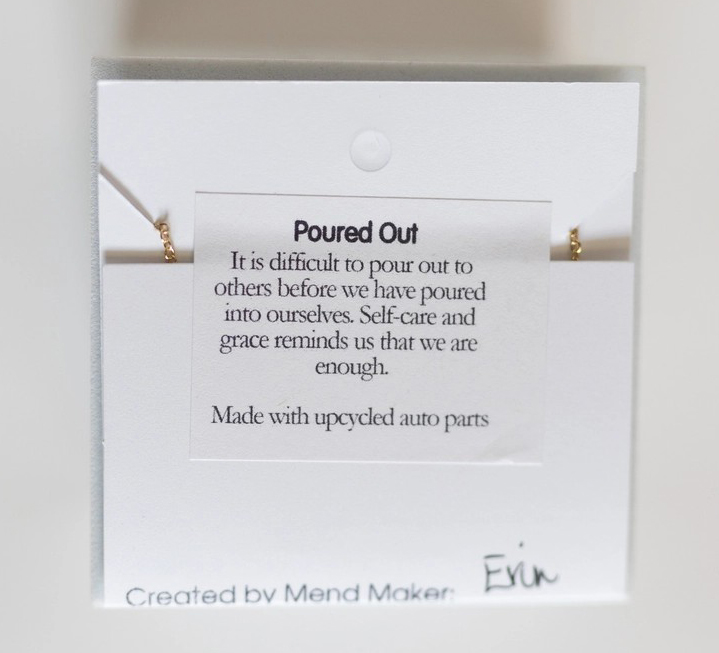 Poured Out
It is difficult to pour out to
others before we have poured
into ourselves. Self-care and
grace reminds us that we are
enough.
Made with upcycled auto parts
Created by Mend Maker: Erin